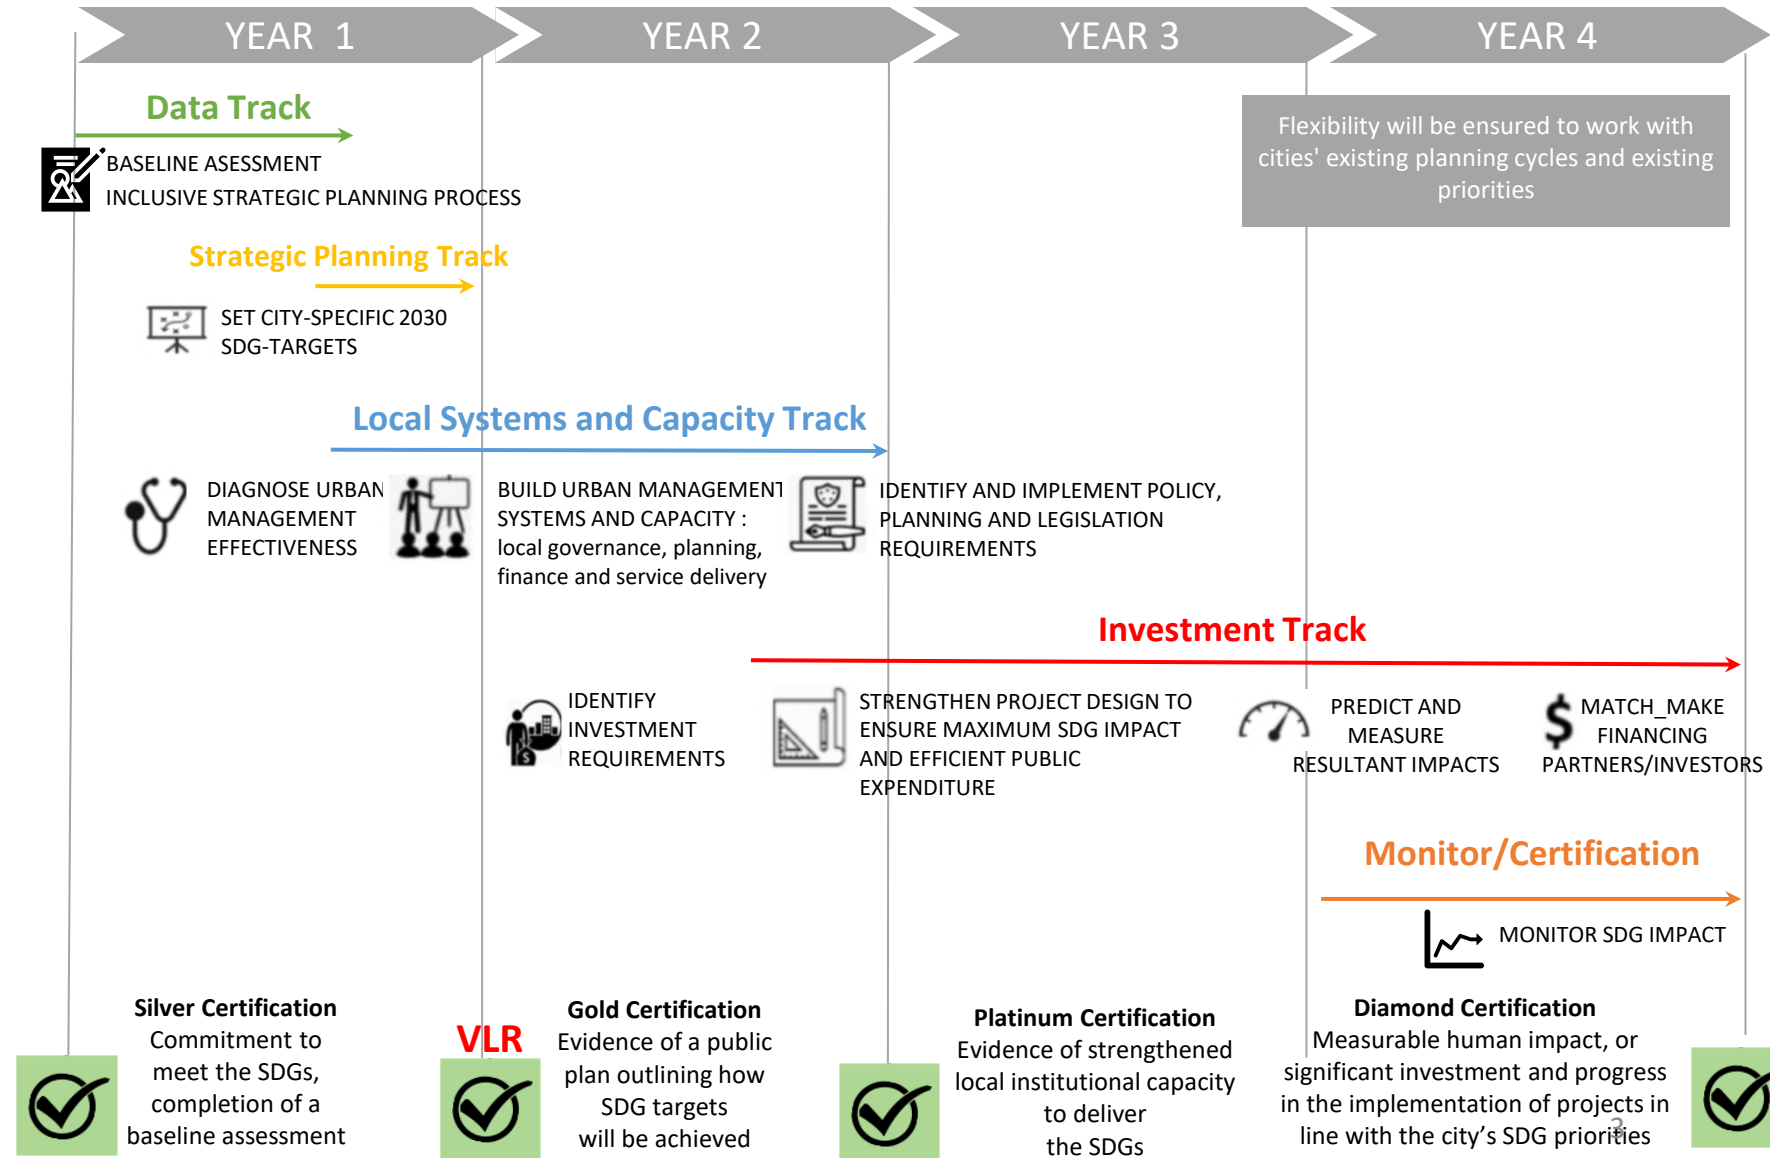 YEAR 1
YEAR 2
YEAR 3
YEAR 4
Data Track
BASELINE ASESSMENT
INCLUSIVE STRATEGIC PLANNING PROCESS
Flexibility will be ensured to work with
cities' existing planning cycles and existing
priorities
Strategic Planning Track
SET CITY-SPECIFIC 2030
SDG-TARGETS
Local Systems and Capacity Track
DIAGNOSE URBAN
MANAGEMENT
EFFECTIVENESS
BUILD URBAN MANAGEMENT
SYSTEMS AND CAPACITY :
local governance, planning,
finance and service delivery
IDENTIFY AND IMPLEMENT POLICY,
PLANNING AND LEGISLATION
REQUIREMENTS
Investment Track
IDENTIFY
INVESTMENT
REQUIREMENTS
STRENGTHEN PROJECT DESIGN TO
ENSURE MAXIMUM SDG IMPACT
AND EFFICIENT PUBLIC
EXPENDITURE
PREDICT AND
MEASURE
RESULTANT IMPACTS
$
MATCH_MAKE
FINANCING
PARTNERS/INVESTORS
Monitor/Certification
MONITOR SDG IMPACT
Silver Certification
Commitment to
meet the SDGs,
completion of a
baseline assessment
VLR
Gold Certification
Evidence of a public
plan outlining how
SDG targets
will be achieved
Platinum Certification
Evidence of strengthened
local institutional capacity
to deliver
the SDGs
Diamond Certification
Measurable human impact, or
significant investment and progress
in the implementation of projects in
line with the city’s SDG priorities
3